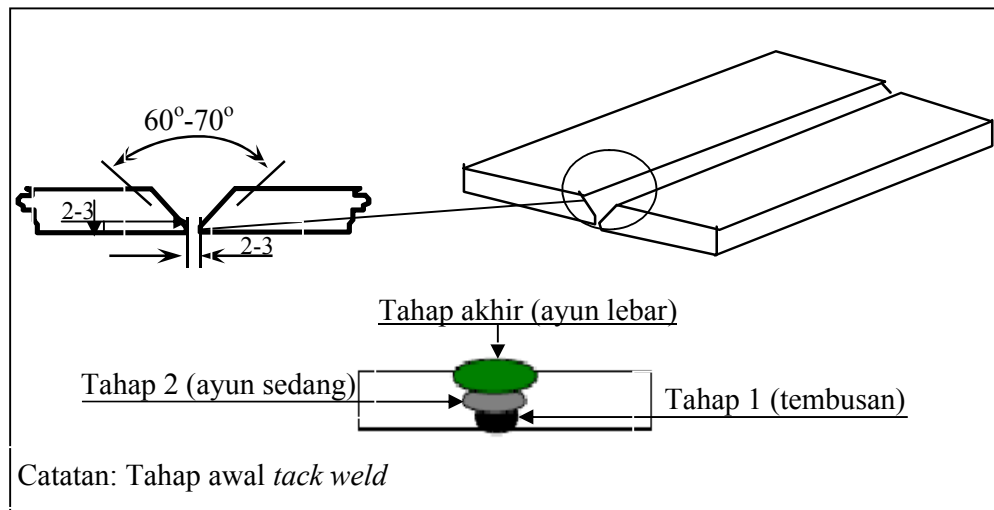 60°-70°
2-3
2-3
Tahap akhir (ayun lebar)
Tahap 2 (ayun sedang)
Tahap 1 (tembusan)
Catatan: Tahap awal tack weld